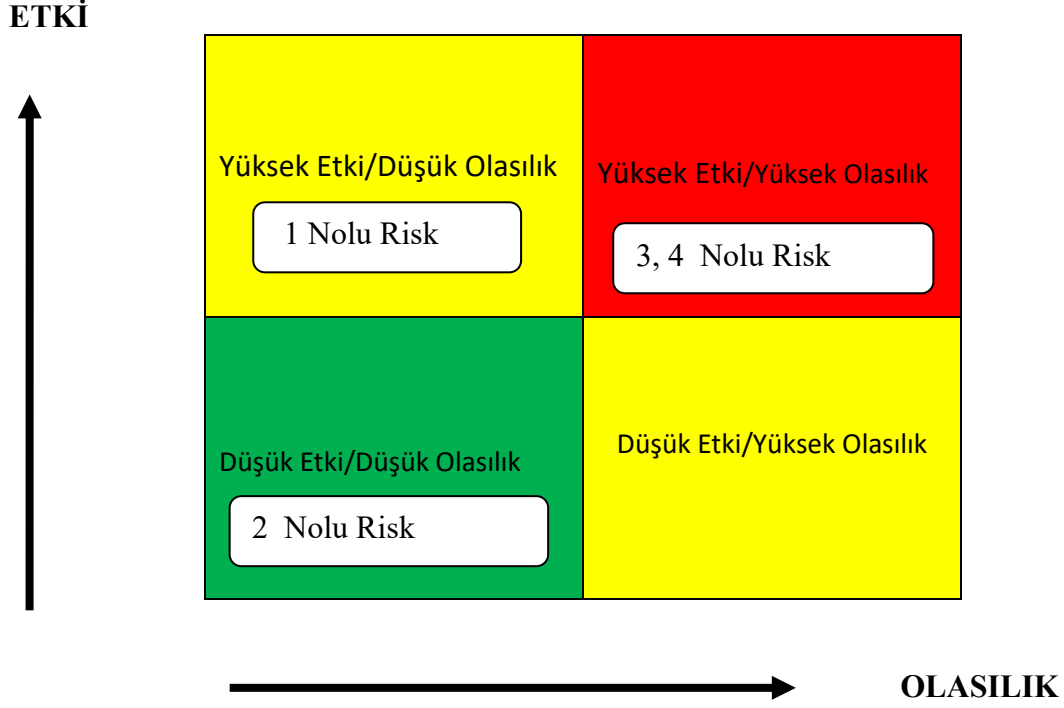 ETKİ
Yüksek Etki/Düşük Olasılık
1 Nolu Risk
Yüksek Etki/Yüksek Olasılık
3, 4 Nolu Risk
Düşük Etki/Düşük Olasılık
2 Nolu Risk
Düşük Etki/Yüksek Olasılık
OLASILIK